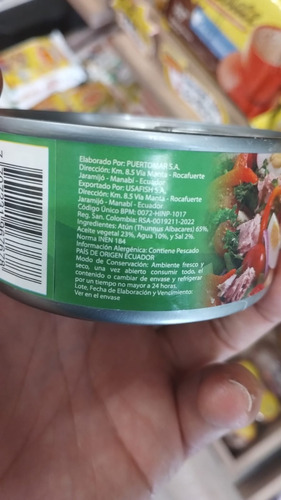 Elaborado Por: PUERTOMAR S.A.
Dirección: Km. 8.5 Vía Manta - Rocafuerte
Jaramijó - Manabí - Ecuador
Exportado Por: USAFISH S.A.
Dirección: Km. 8.5 Vía Manta - Rocafuerte
Jaramijó - Manabí - Ecuador.
Código Único BPM: 0072-HINP-1017
Reg. San. Colombia: RSA-0019211-2022
Ingredientes: Atún (Thunnus Albacares) 65%,
Aceite vegetal 23%, Agua 10%, y Sal 2%.
Norma INEN 184
Información Alergénica: Contiene Pescado
PAÍS DE ORIGEN ECUADOR
Modo de Conservación: Ambiente fresco y
seco, una vez abierto consumir todo el
contenido o cambiar de envase y refrigerar
por un tiempo no mayor a 24 horas.
Lote, Fecha de Elaboración y Vencimiento:
Ver en el envase